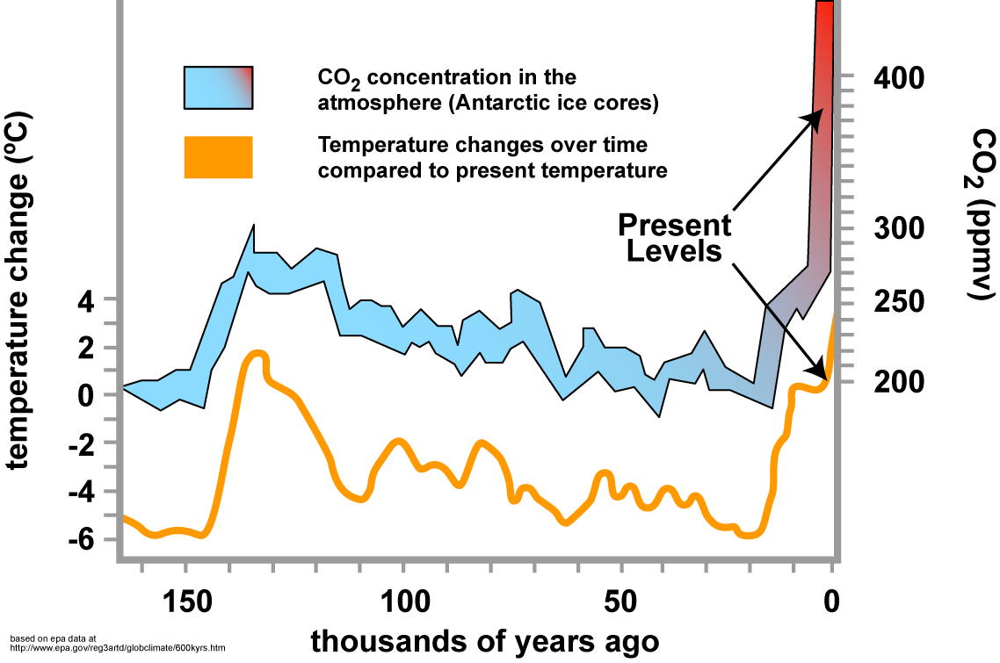 CO2 concentration in the
atmosphere (Antarctic ice cores)
Temperature changes over time
compared to present temperature
Present
Levels
temperature change (ºC)
4
2
0
-2
-4
-6
400
300
250
200
CO2 (ppmv)
150
100
50
0
thousands of years ago
based on epa data at
http://www.epa.gov/reg3artd/globclimate/600kyrs.htm